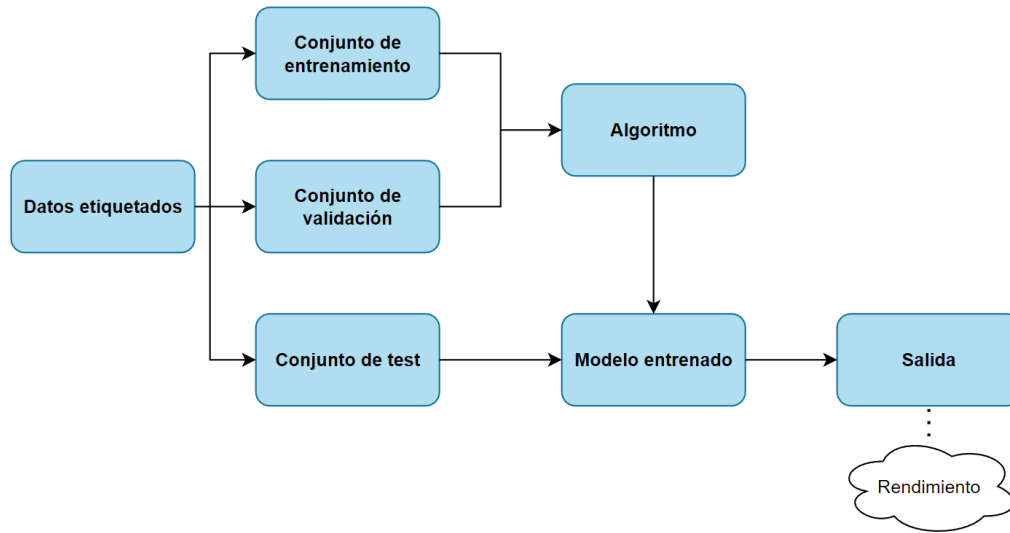 Conjunto de
entrenamiento
Algoritmo
Datos etiquetados
Conjunto de
validación
Conjunto de test
Modelo entrenado
Salida
Rendimiento